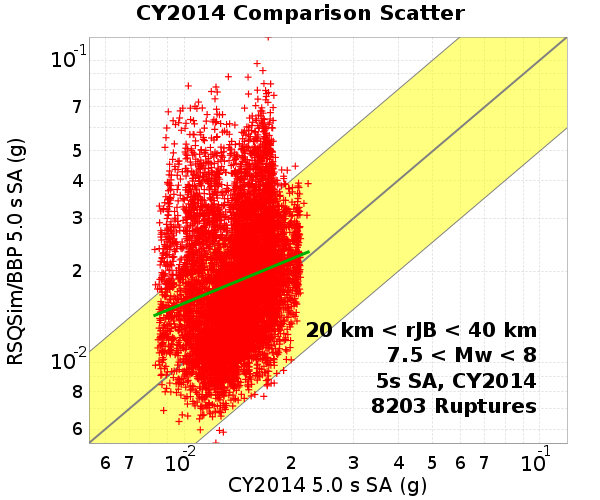 CY2014 Comparison Scatter
RSQSim/BBP 5.0 s SA (g)
10-1
7
5
4
3
2
10-2
8
6
20 km < rJB < 40 km
7.5 < Mw < 8
5s SA, CY2014
8203 Ruptures
6 7 10-2 2 3 4 5 6 7 10-1
CY2014 5.0 s SA (g)